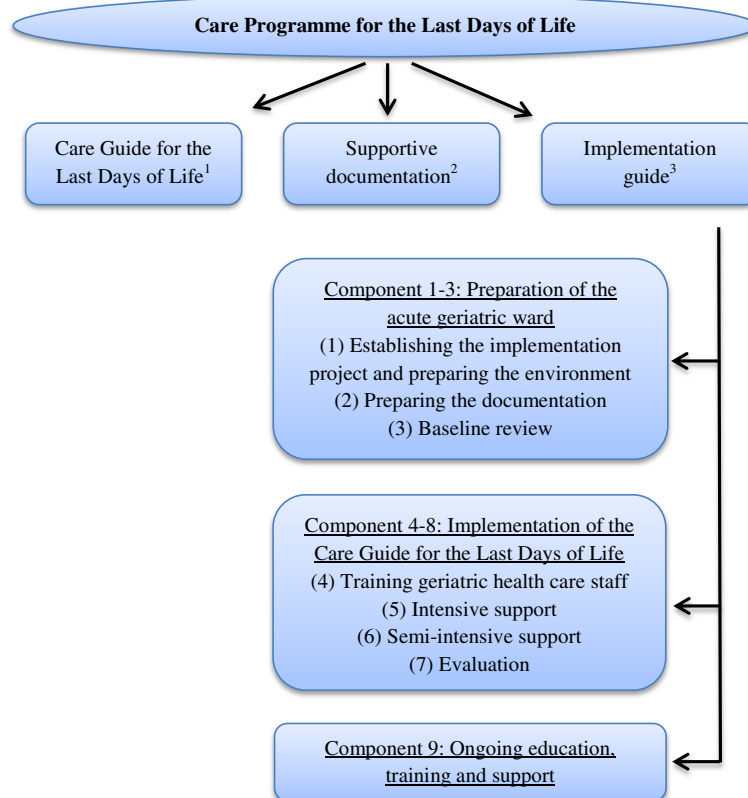 Care Programme for the Last Days of Life
Care Guide for the
Last Days of Life1
Supportive
documentation2
Implementation
guide3
Component 1-3: Preparation of the
acute geriatric ward
(1) Establishing the implementation
project and preparing the environment
(2) Preparing the documentation
(3) Baseline review
Component 4-8: Implementation of the
Care Guide for the Last Days of Life
(4) Training geriatric health care staff
(5) Intensive support
(6) Semi-intensive support
(7) Evaluation
Component 9: Ongoing education,
training and support